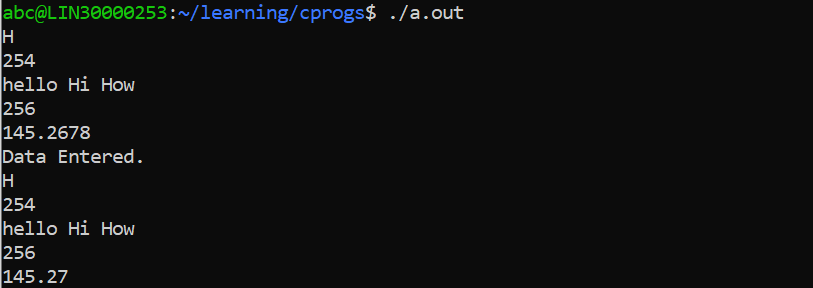 abc@LIN30000253:~/learning/cprogs$ ./a.out
H
254
hello Hi How
256
145.2678
Data Entered.
H
254
hello Hi How
256
145.27